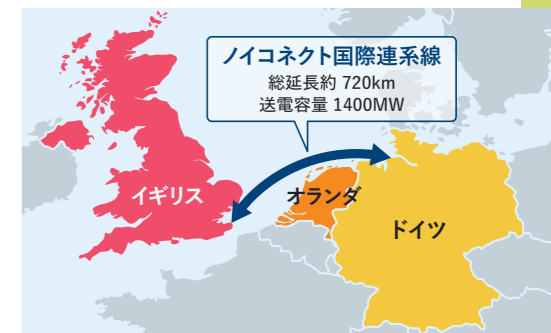 ノイコネクト国際連系線
総延長約 720km
送電容量 1400MW
イギリス
オランダ
ドイツ